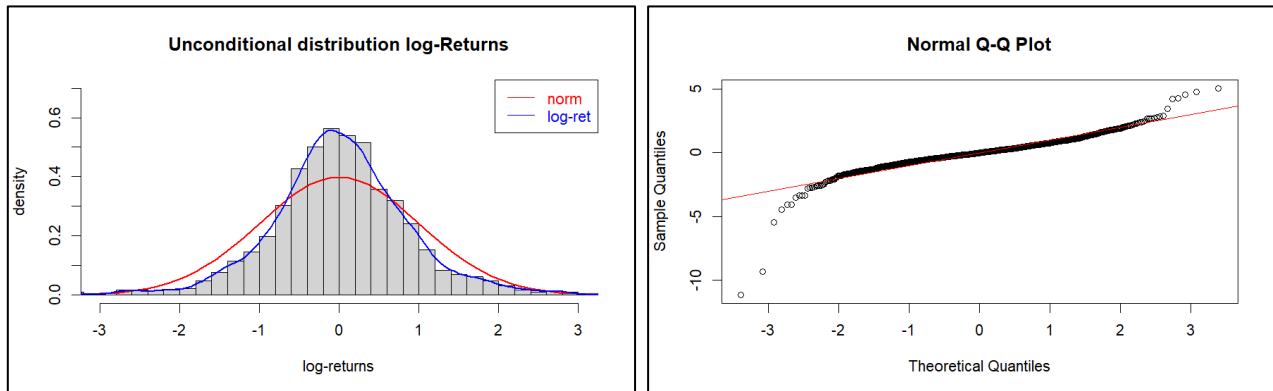 Unconditional distribution log-Returns
norm
log-ret
density
0.0 0.2 0.4 0.6
-3 -2 -1 0 1 2 3
log-returns
Normal Q-Q Plot
Sample Quantiles
-10 -5 0 5
-3 -2 -1 0 1 2 3
Theoretical Quantiles